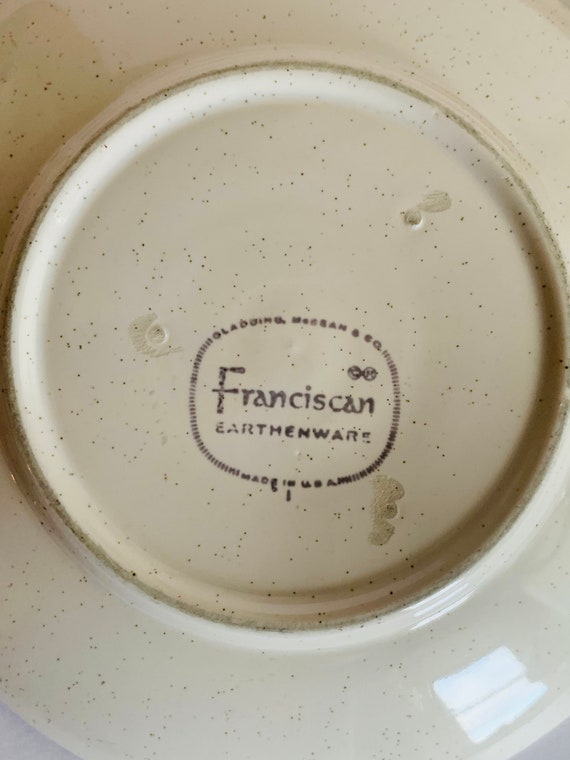 GLADDING, McBEAN & CO.
©®
Franciscan
EARTHENWARE
MADE IN U.S.A.